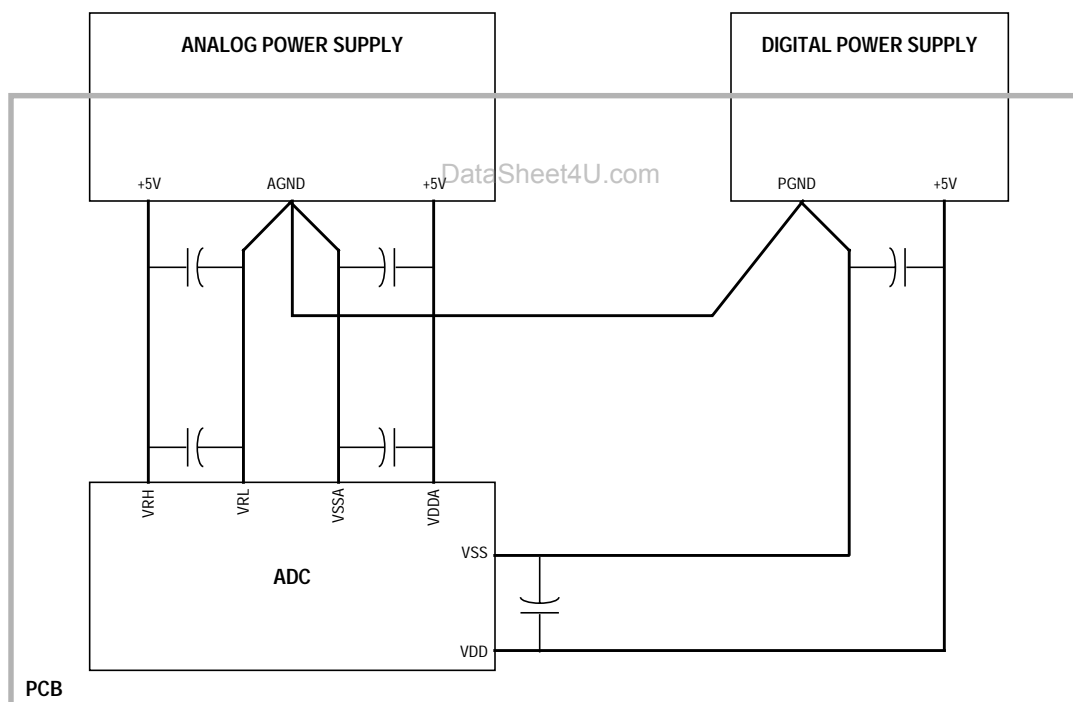 ANALOG POWER SUPPLY
DIGITAL POWER SUPPLY
DataSheet4U.com
+5V
AGND
+5V
PGND
+5V
VRH
VRL
VSSA
VDDA
VSS
ADC
VDD
PCB